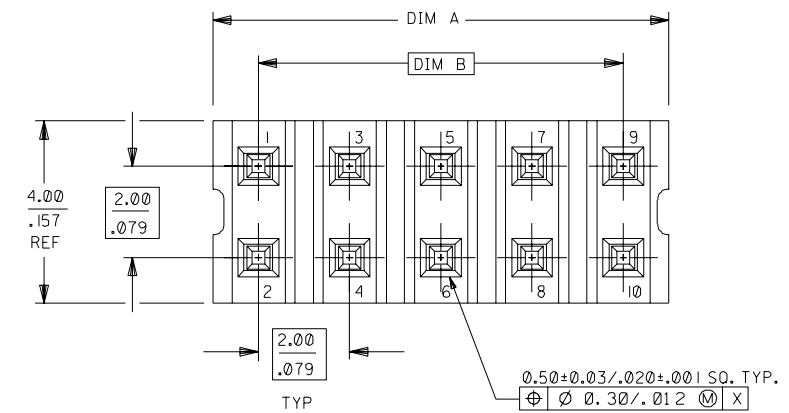 DIM A
DIM B
1 3 5 7 9
4.00
.157
REF
2.00
.079
2 4 6 8 10
2.00
.079
TYP
0.50±0.03/.020±.001 SQ. TYP.
⌖ Ø 0.30/.012 Ⓜ X